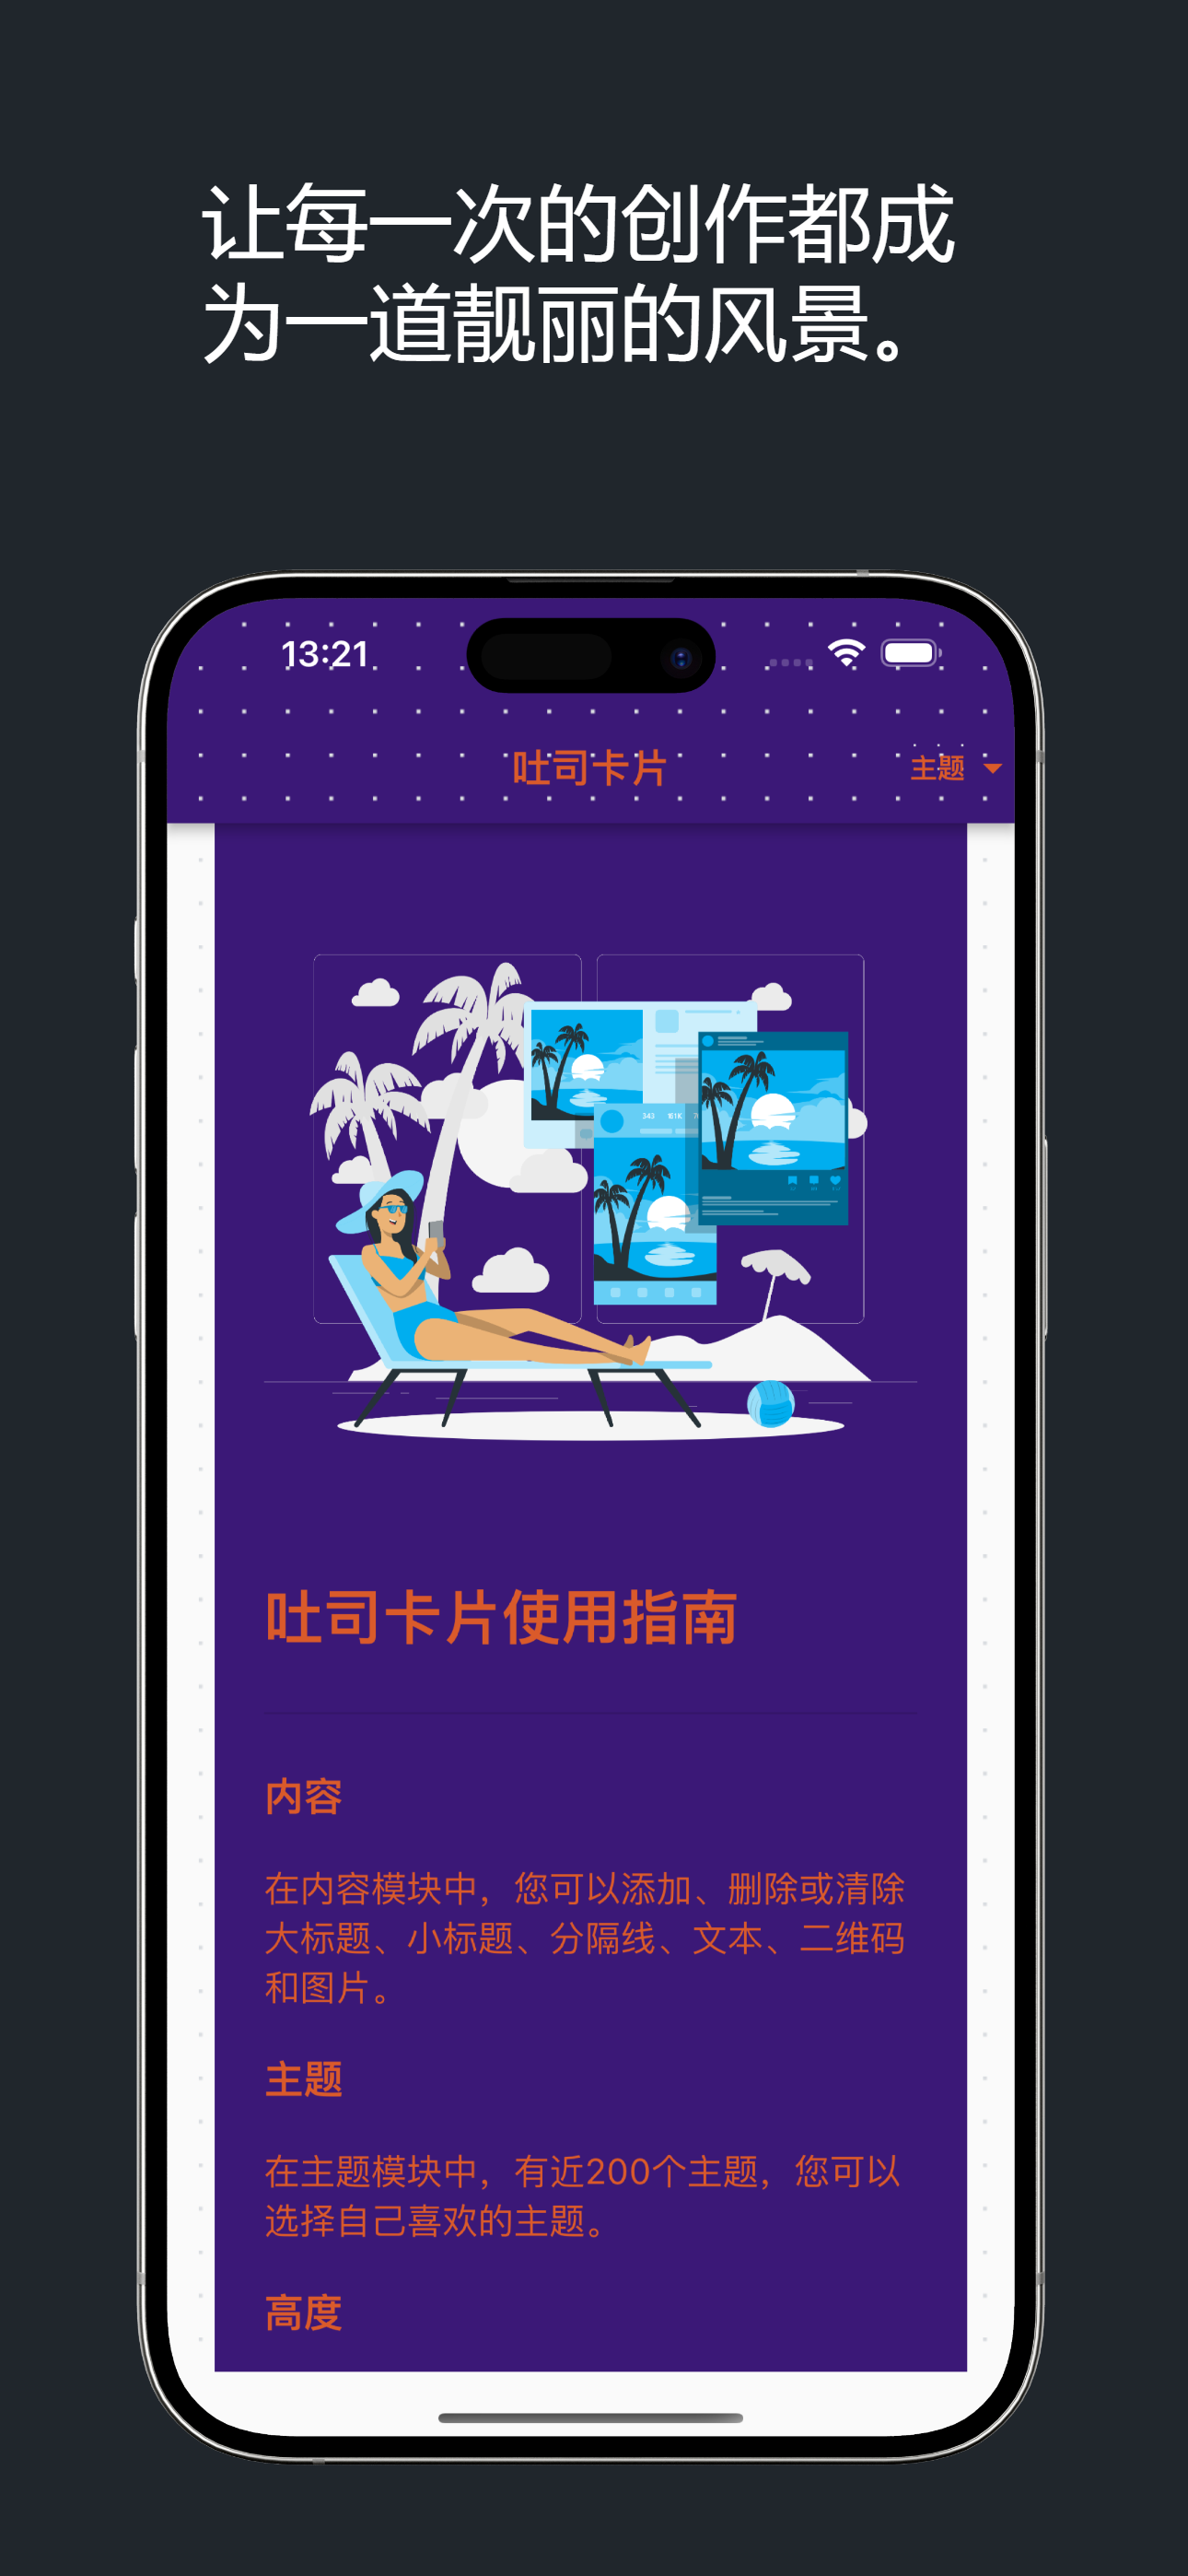 让每一次的创作都成
为一道靓丽的风景。
13:21
吐司卡片
主题
343 161K
吐司卡片使用指南
内容
在内容模块中，您可以添加、删除或清除
大标题、小标题、分隔线、文本、二维码
和图片。
主题
在主题模块中，有近200个主题，您可以
选择自己喜欢的主题。
高度